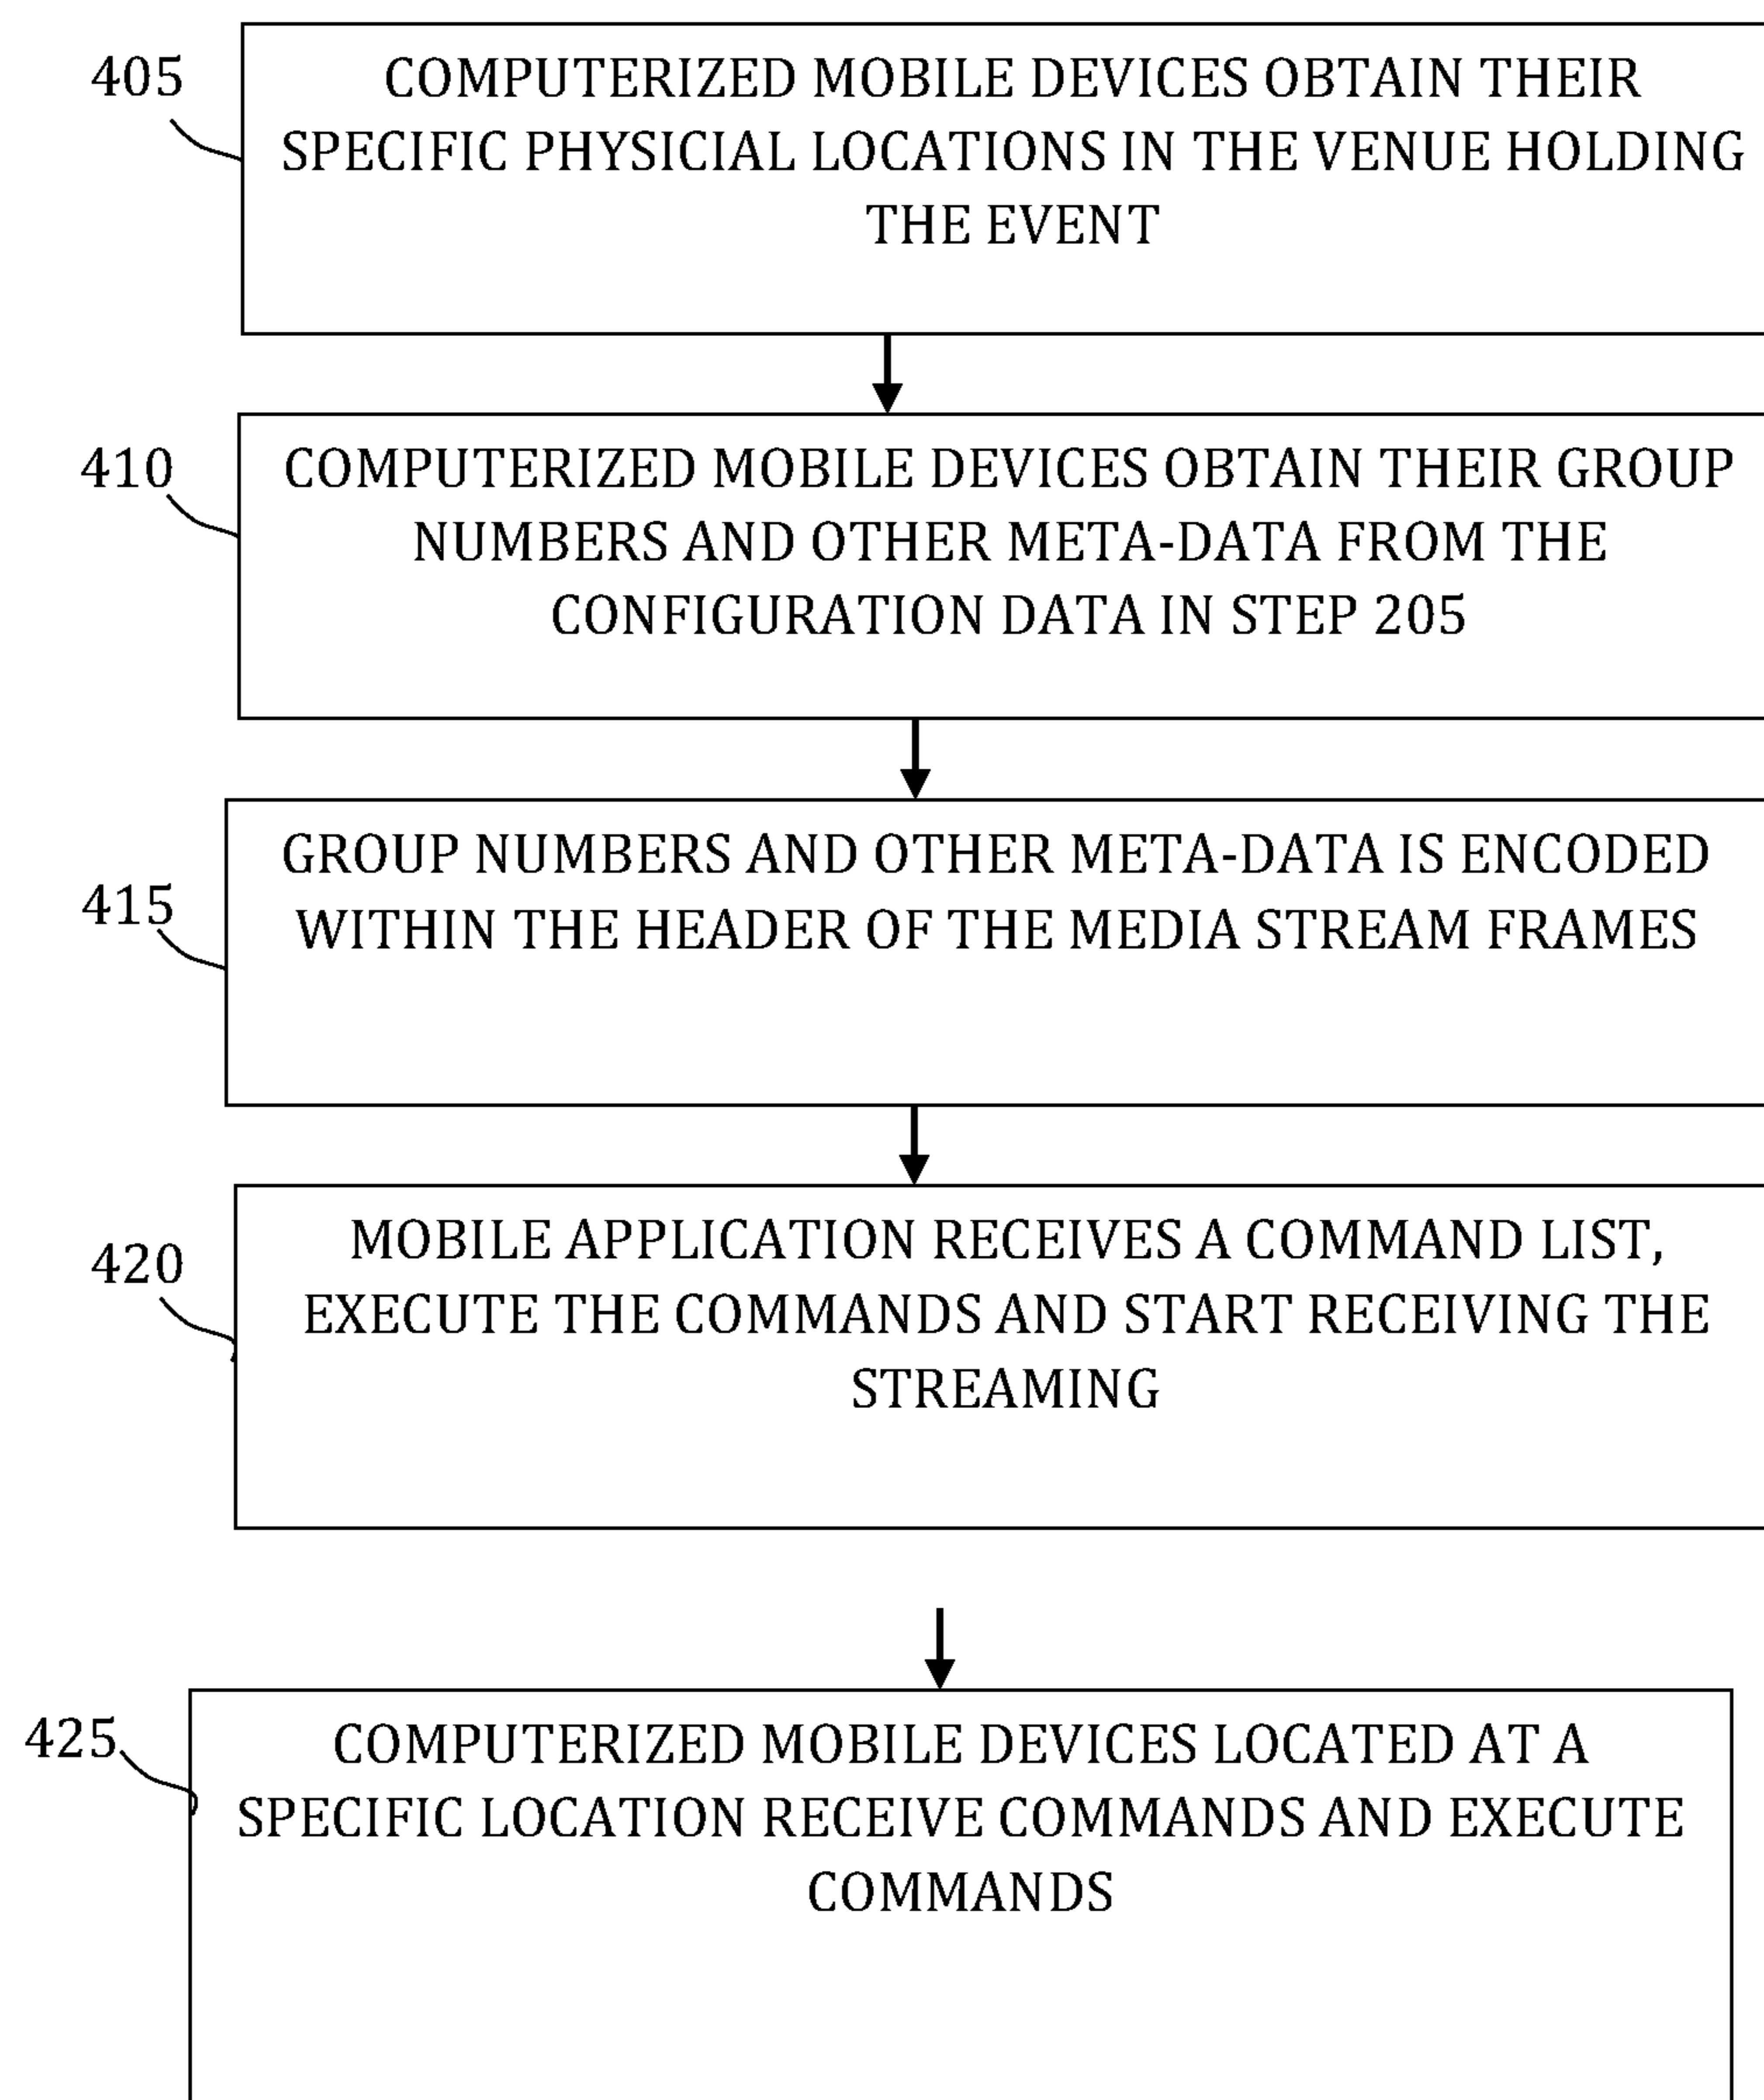 405
COMPUTERIZED MOBILE DEVICES OBTAIN THEIR
SPECIFIC PHYSICIAL LOCATIONS IN THE VENUE HOLDING
THE EVENT
410
COMPUTERIZED MOBILE DEVICES OBTAIN THEIR GROUP
NUMBERS AND OTHER META-DATA FROM THE
CONFIGURATION DATA IN STEP 205
415
GROUP NUMBERS AND OTHER META-DATA IS ENCODED
WITHIN THE HEADER OF THE MEDIA STREAM FRAMES
420
MOBILE APPLICATION RECEIVES A COMMAND LIST,
EXECUTE THE COMMANDS AND START RECEIVING THE
STREAMING
425
COMPUTERIZED MOBILE DEVICES LOCATED AT A
SPECIFIC LOCATION RECEIVE COMMANDS AND EXECUTE
COMMANDS